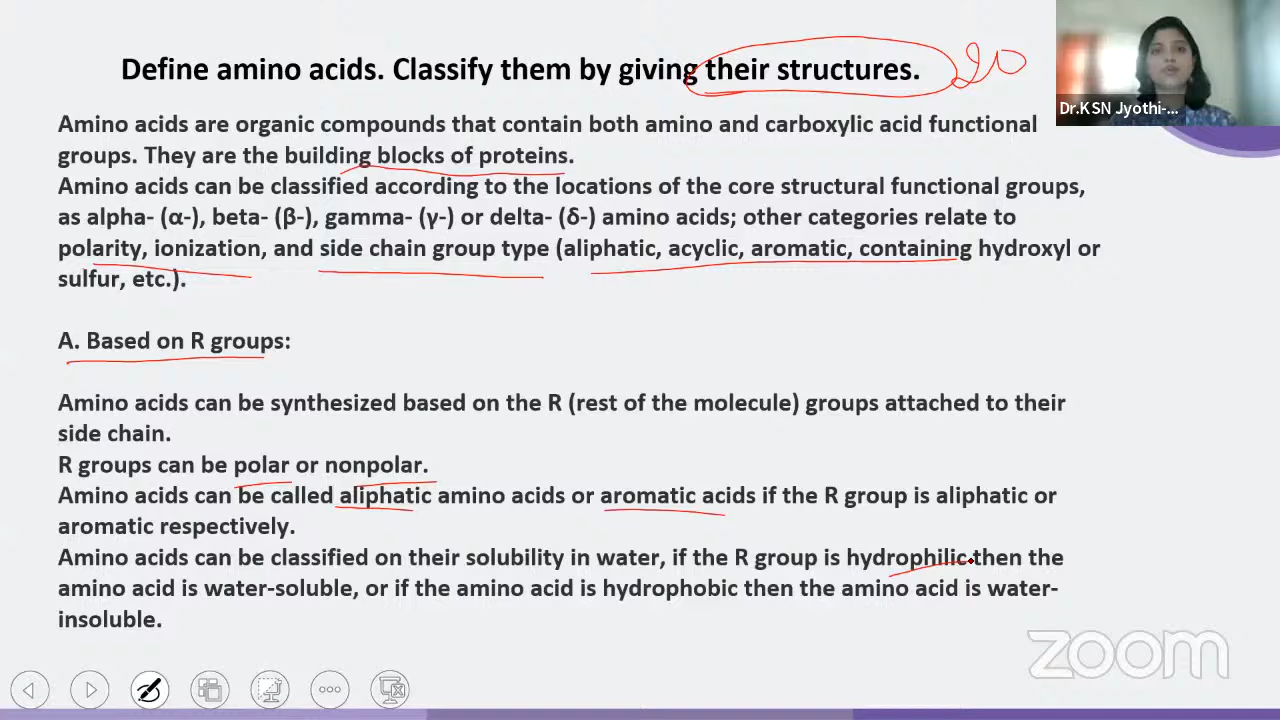 Define amino acids. Classify them by giving their structures.
20
Dr.KSN Jyothi-...
Amino acids are organic compounds that contain both amino and carboxylic acid functional
groups. They are the building blocks of proteins.
Amino acids can be classified according to the locations of the core structural functional groups,
as alpha- (α-), beta- (β-), gamma- (γ-) or delta- (δ-) amino acids; other categories relate to
polarity, ionization, and side chain group type (aliphatic, acyclic, aromatic, containing hydroxyl or
sulfur, etc.).
A. Based on R groups:
Amino acids can be synthesized based on the R (rest of the molecule) groups attached to their
side chain.
R groups can be polar or nonpolar.
Amino acids can be called aliphatic amino acids or aromatic acids if the R group is aliphatic or
aromatic respectively.
Amino acids can be classified on their solubility in water, if the R group is hydrophilic then the
amino acid is water-soluble, or if the amino acid is hydrophobic then the amino acid is water-
insoluble.
zoom